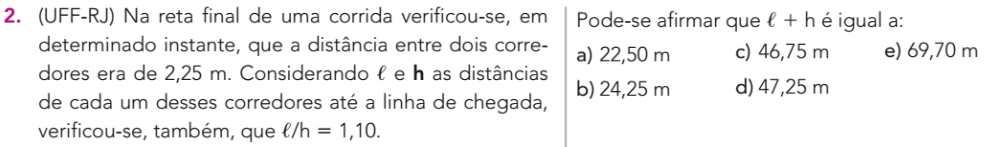 2. (UFF-RJ) Na reta final de uma corrida verificou-se, em
determinado instante, que a distância entre dois corre-
dores era de 2,25 m. Considerando ℓ e h as distâncias
de cada um desses corredores até a linha de chegada,
verificou-se, também, que ℓ/h = 1,10.
Pode-se afirmar que ℓ + h é igual a:
a) 22,50 m c) 46,75 m e) 69,70 m
b) 24,25 m d) 47,25 m